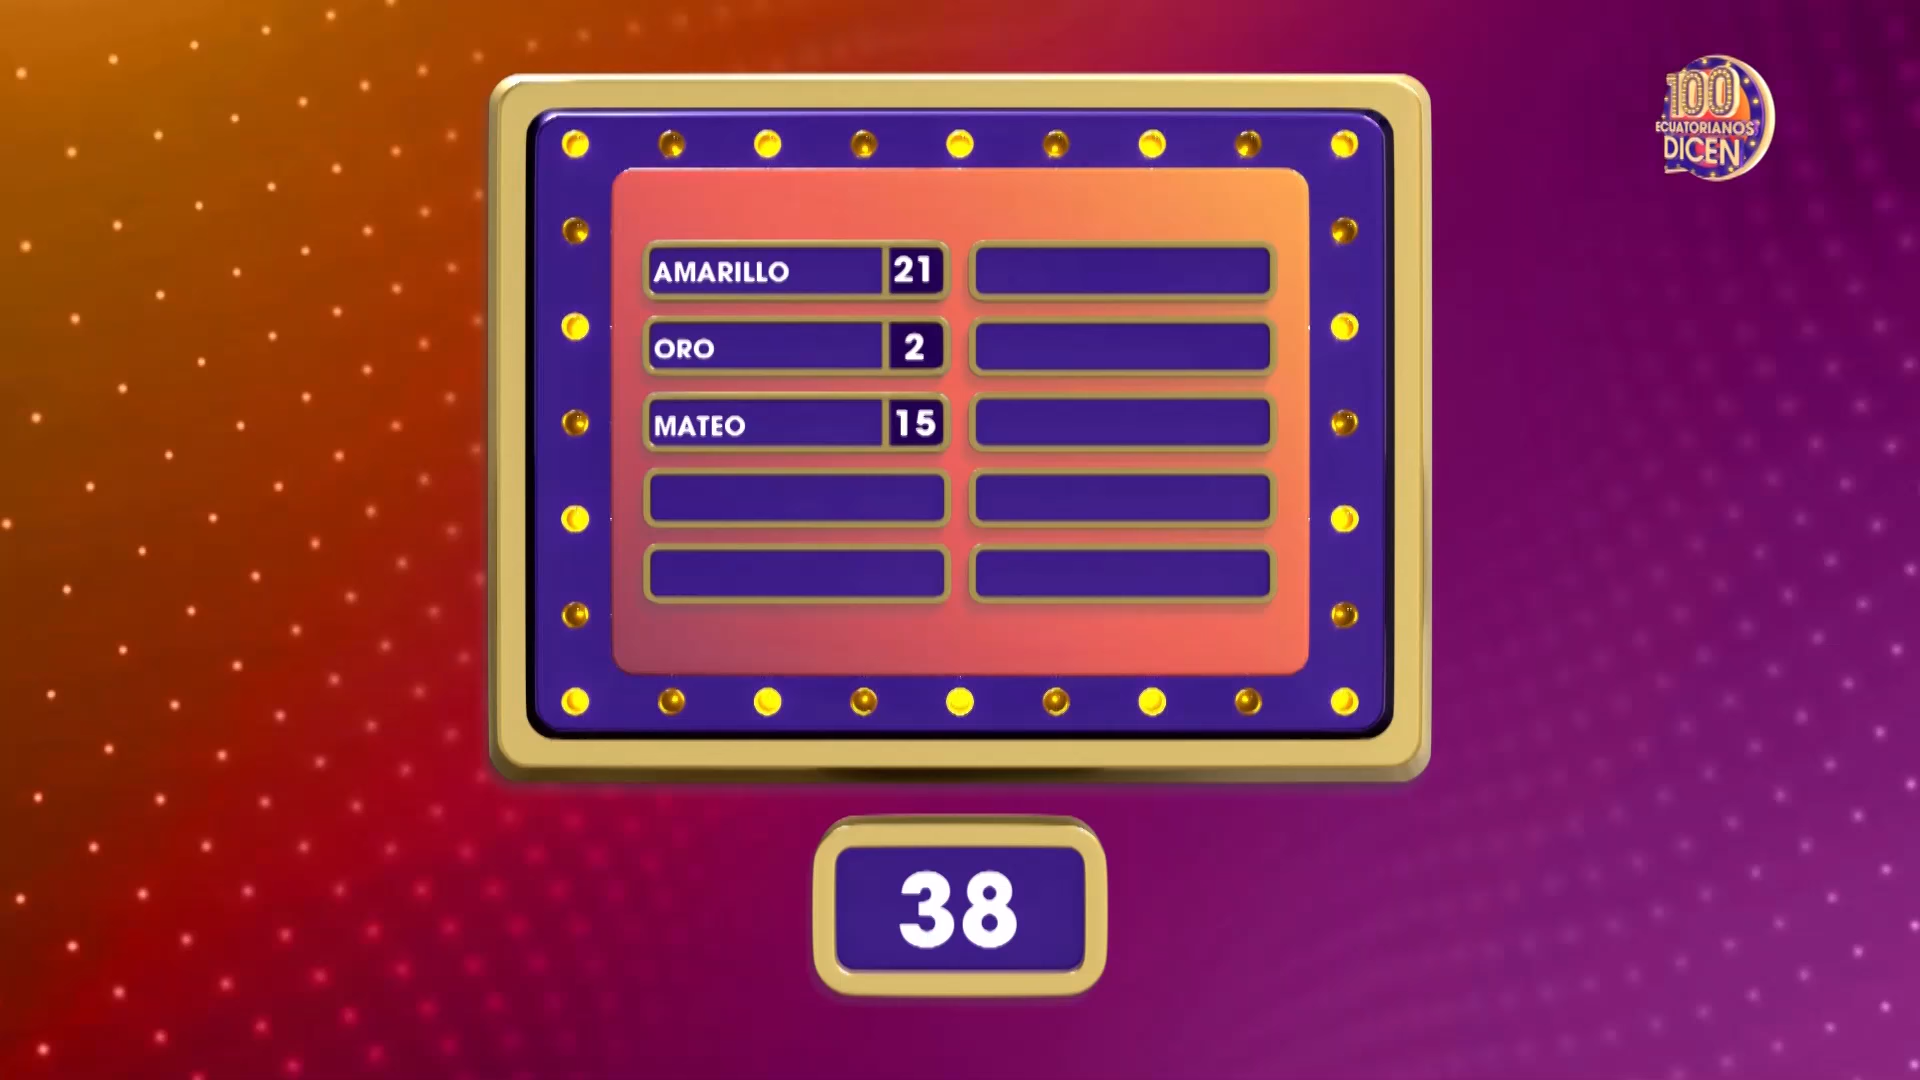 100
ECUATORIANOS
DICEN
AMARILLO 21
ORO 2
MATEO 15
38